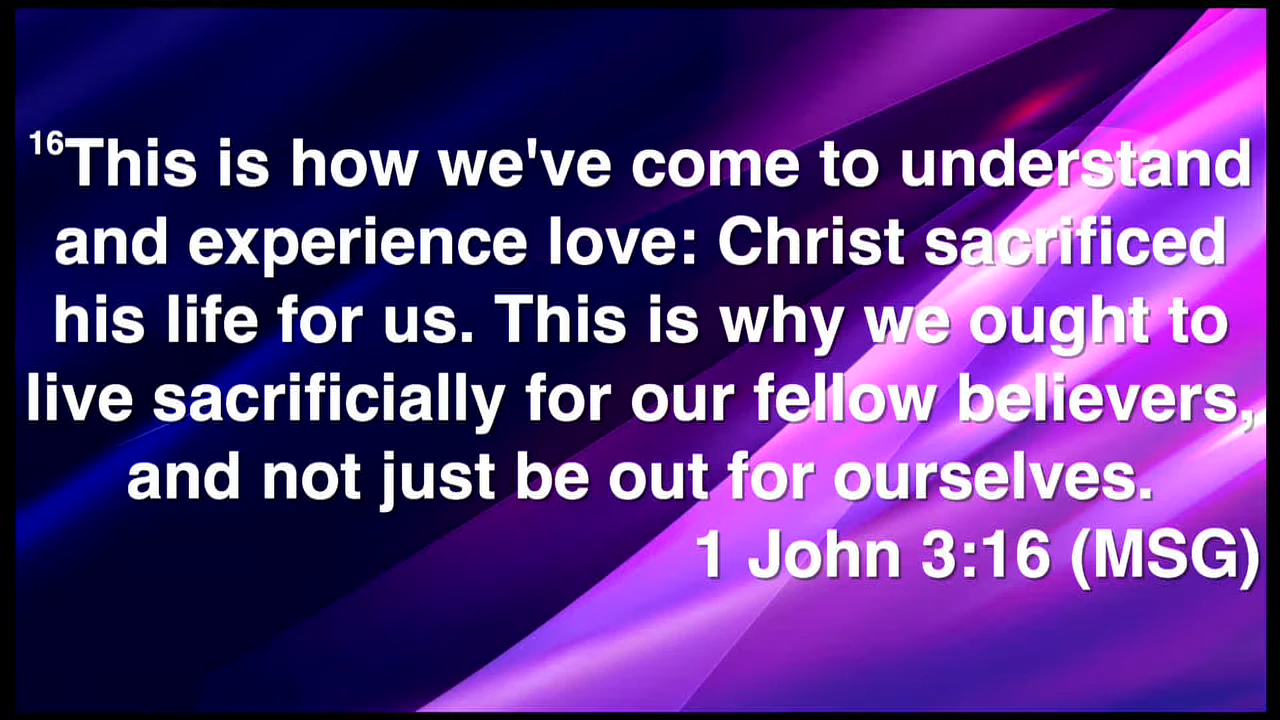 16This is how we've come to understand
and experience love: Christ sacrificed
his life for us. This is why we ought to
live sacrificially for our fellow believers,
and not just be out for ourselves.
1 John 3:16 (MSG)